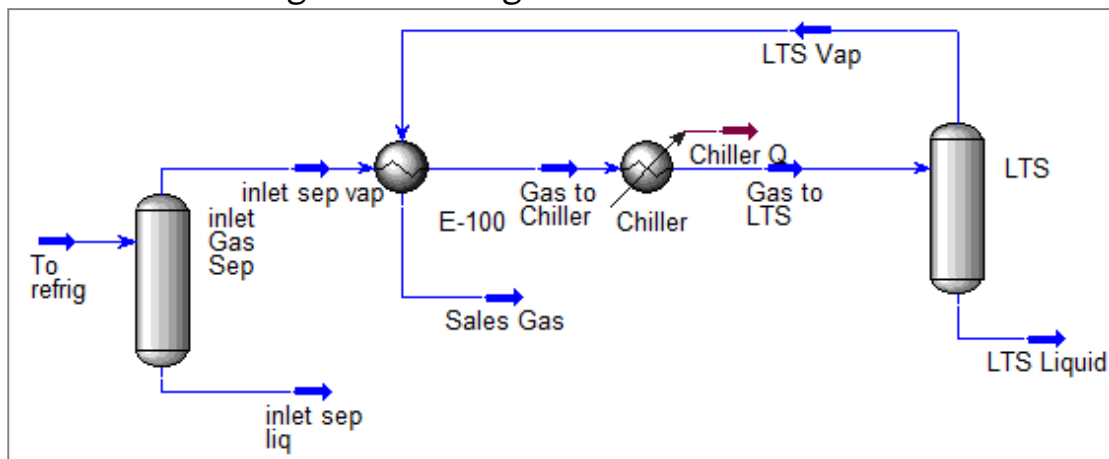 LTS Vap
Chiller Q
inlet sep vap
Gas to
Chiller
Gas to
LTS
LTS
E-100
Chiller
inlet
Gas
Sep
To
refrig
Sales Gas
LTS Liquid
inlet sep
liq